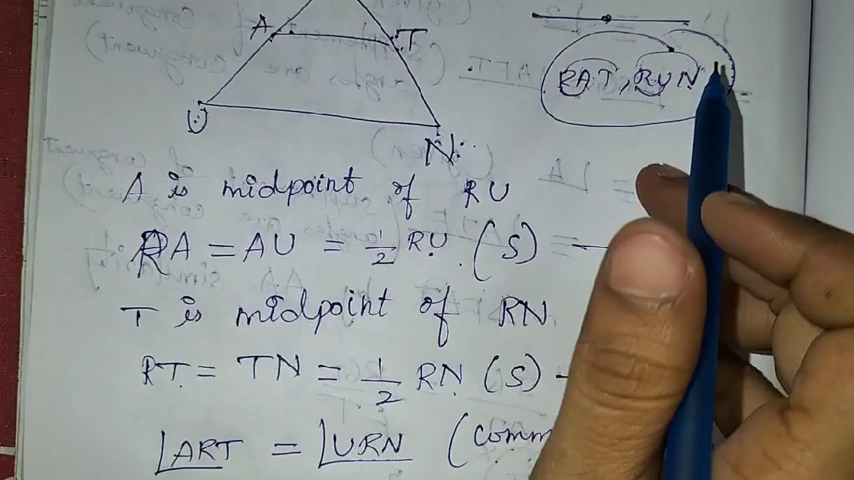 A T
RAT, RUN
U
N
A is midpoint of RU
RA = AU = 1/2 RU (S)
T is midpoint of RN
RT = TN = 1/2 RN (S)
∠ART = ∠URN (comm